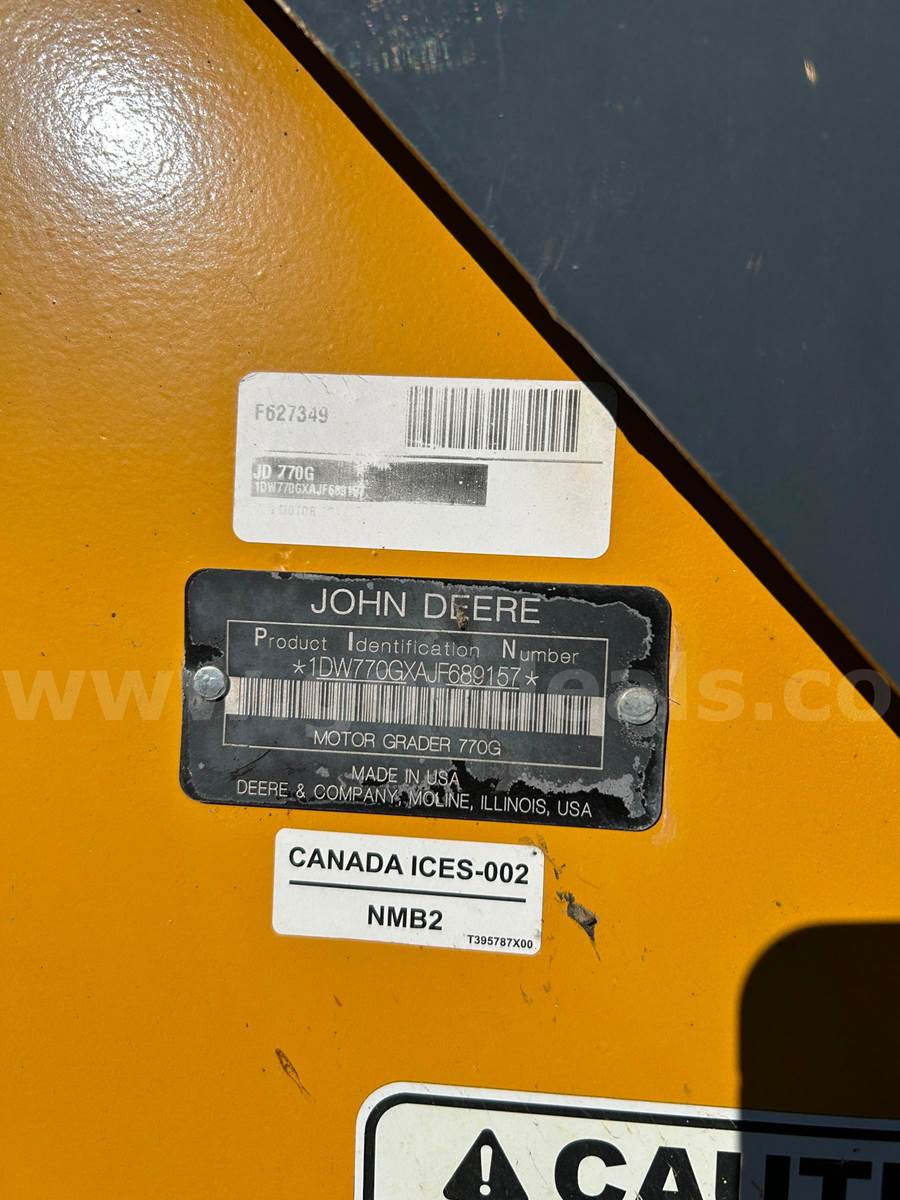 F627349
JD 770G
1DW770GXAJF689157
MOTOR
JOHN DEERE
Product Identification Number
*1DW770GXAJF689157*
MOTOR GRADER 770G
MADE IN USA
DEERE & COMPANY, MOLINE, ILLINOIS, USA
CANADA ICES-002
NMB2
T395787X00